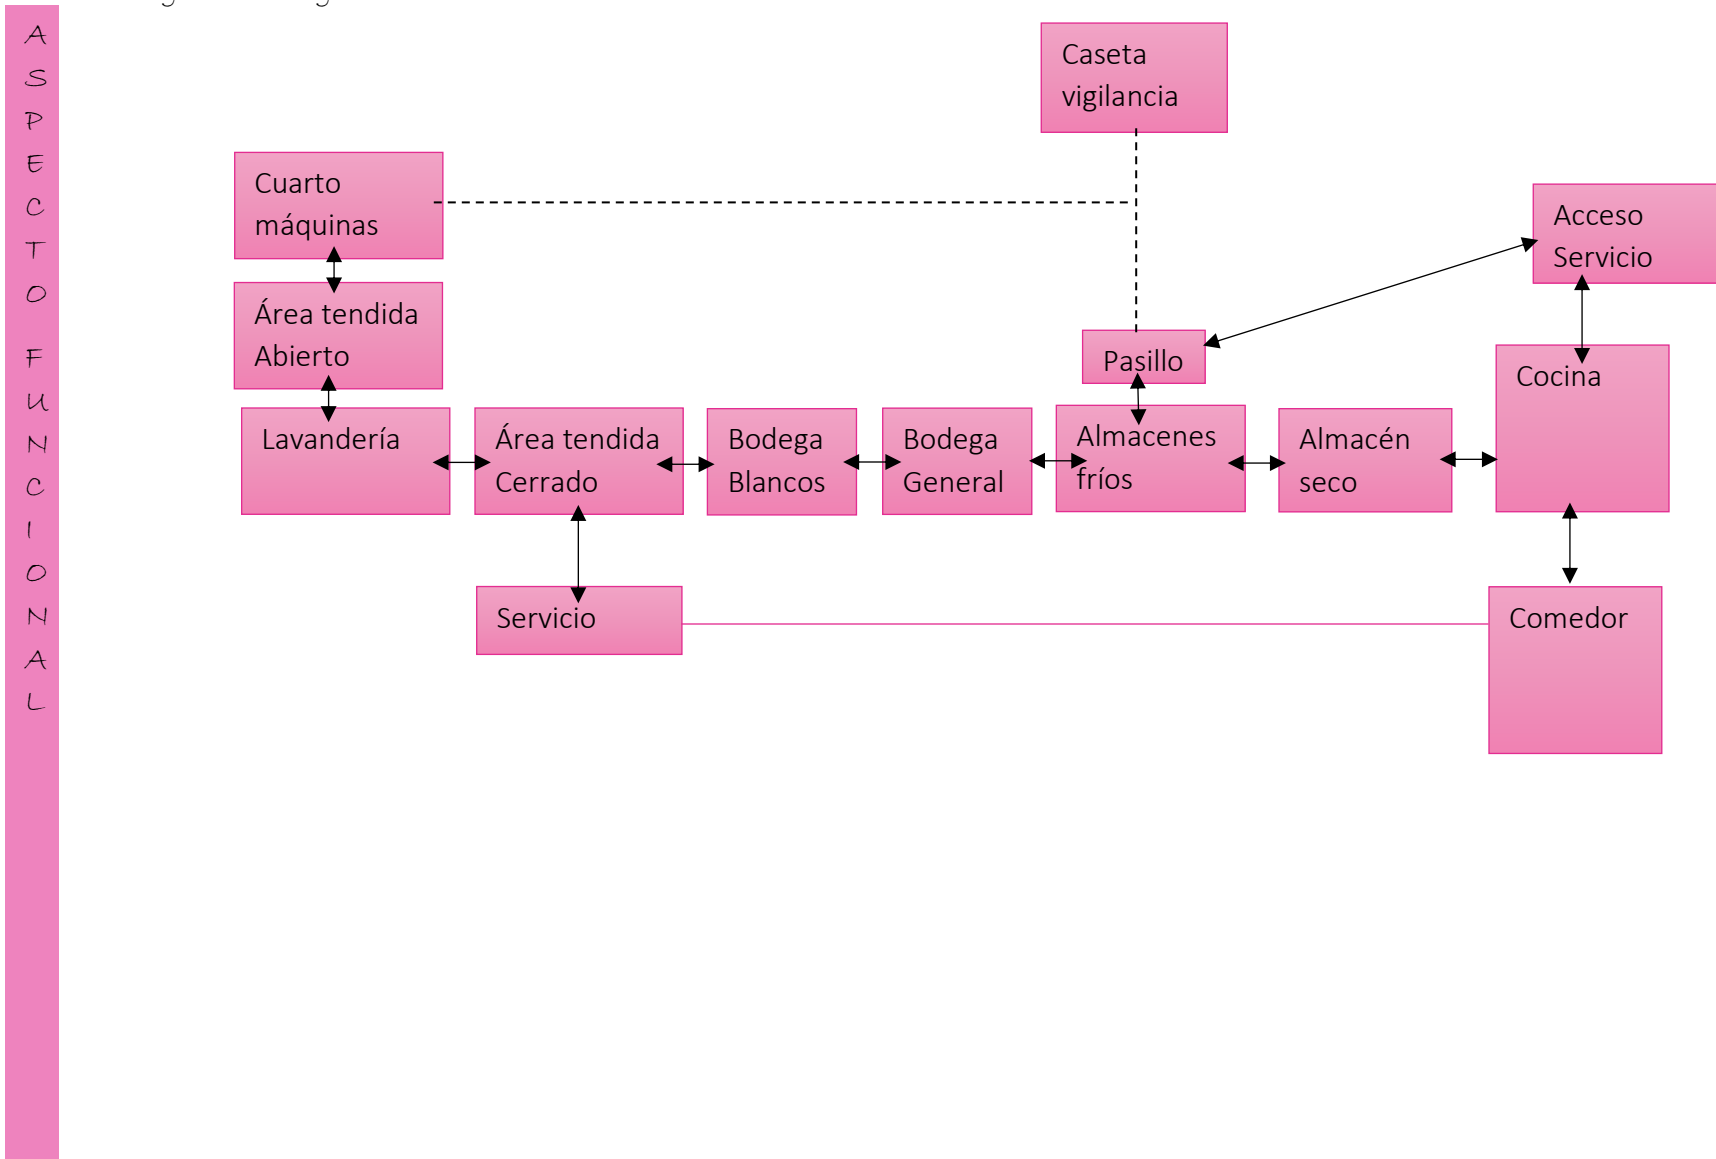 ASPECTO FUNCIONAL
Caseta
vigilancia
Cuarto
máquinas
Acceso
Servicio
Área tendida
Abierto
Pasillo
Cocina
Lavandería
Área tendida
Cerrado
Bodega
Blancos
Bodega
General
Almacenes
fríos
Almacén
seco
Servicio
Comedor